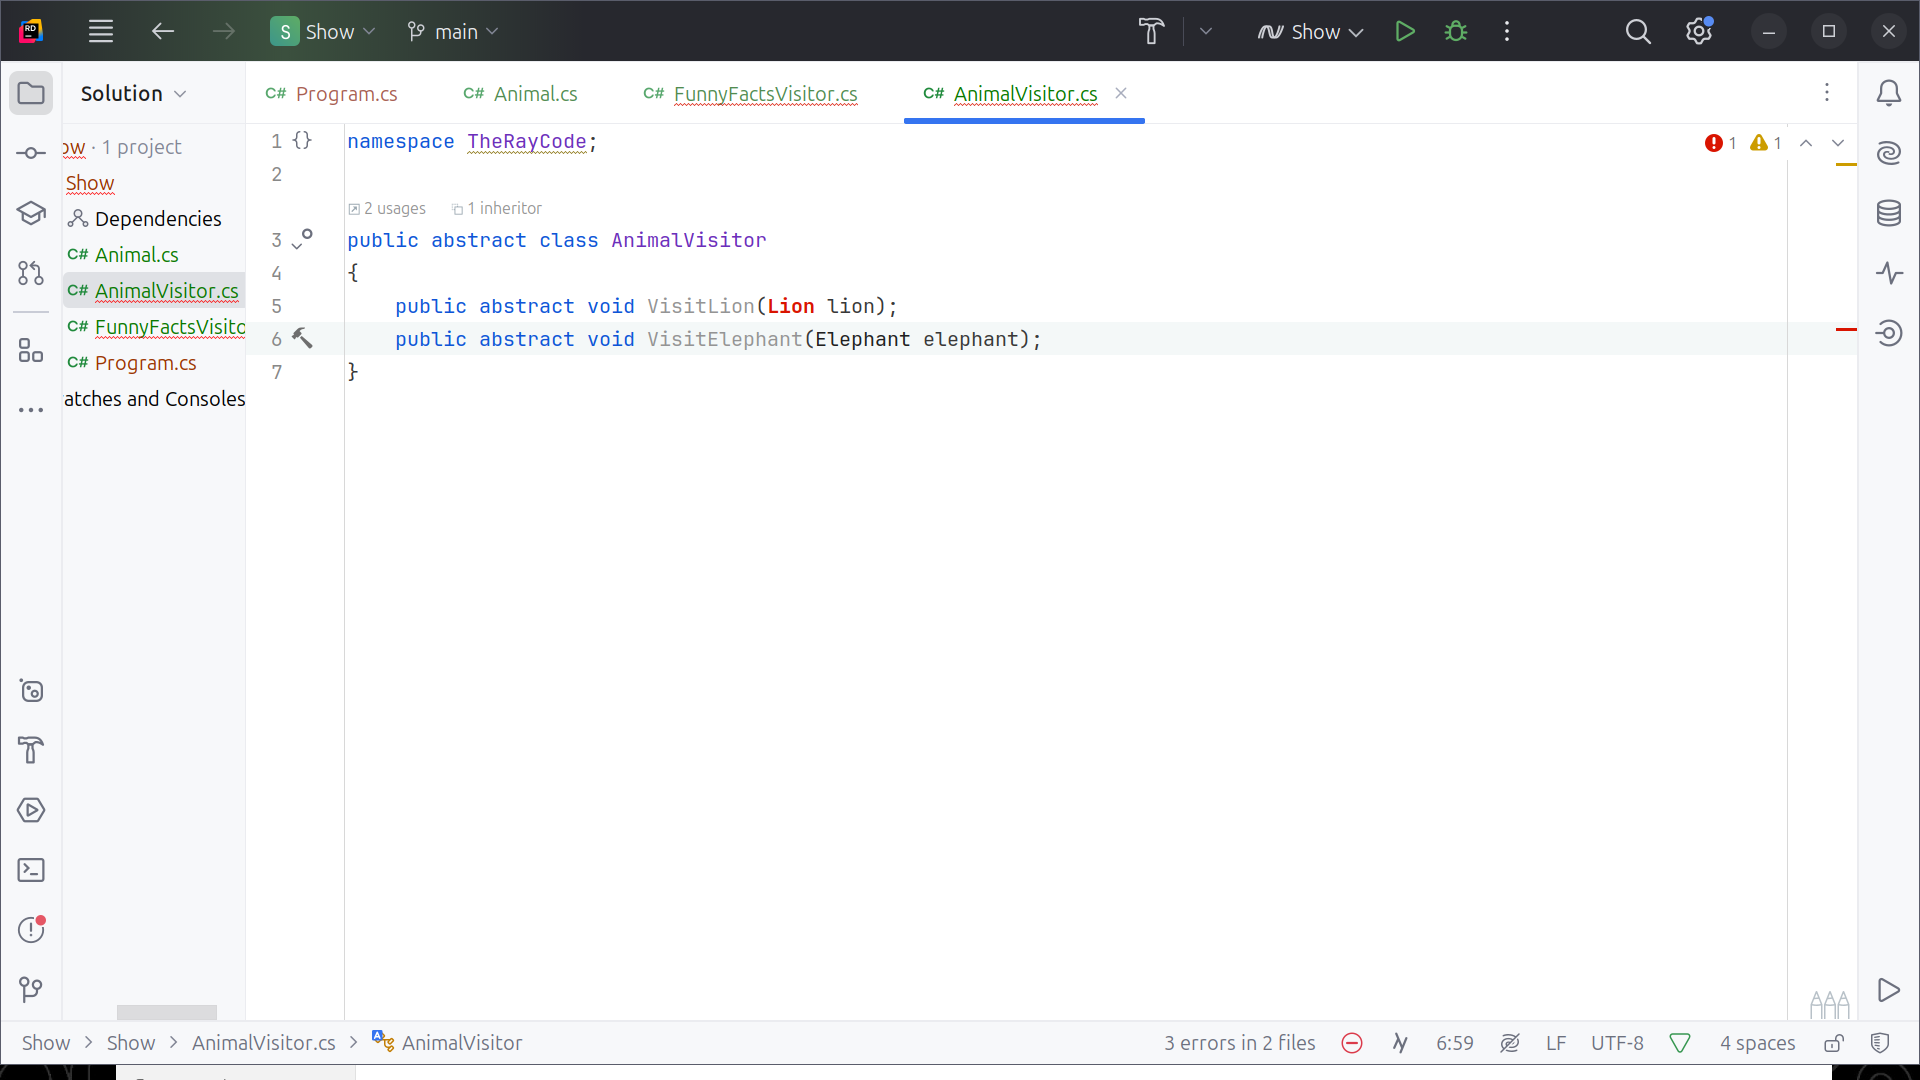 S Show main Show
Solution
C# Program.cs C# Animal.cs C# FunnyFactsVisitor.cs C# AnimalVisitor.cs
ow · 1 project
Show
Dependencies
C# Animal.cs
C# AnimalVisitor.cs
C# FunnyFactsVisito
C# Program.cs
atches and Consoles
1 {} namespace TheRayCode;
1 1
2
2 usages 1 inheritor
3 public abstract class AnimalVisitor
4 {
5 public abstract void VisitLion(Lion lion);
6 public abstract void VisitElephant(Elephant elephant);
7 }
Show > Show > AnimalVisitor.cs > AnimalVisitor 3 errors in 2 files 6:59 LF UTF-8 4 spaces